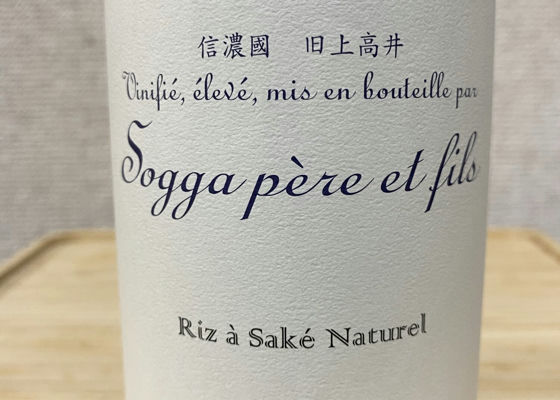 信濃國 旧上高井
Vinifié, élevé, mis en bouteille par
Sogga père et fils
Riz à Saké Naturel